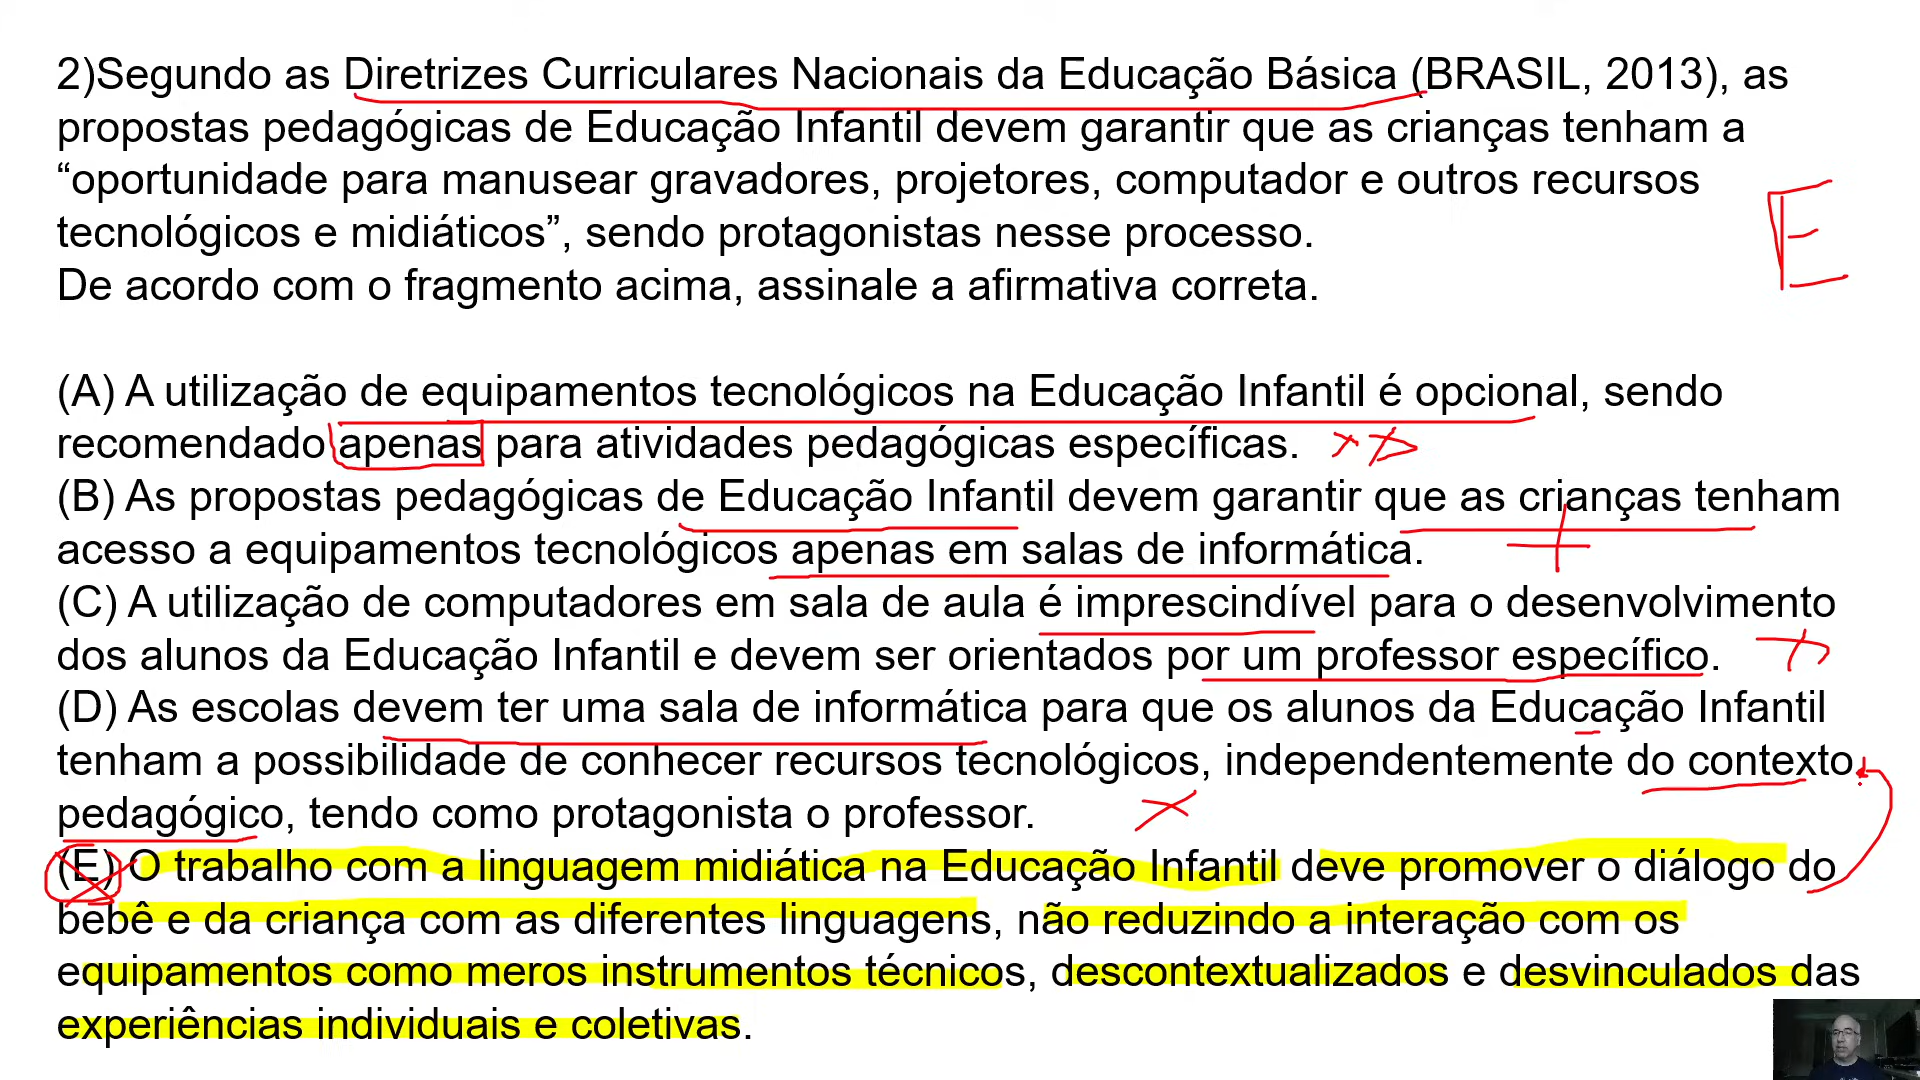 2)Segundo as Diretrizes Curriculares Nacionais da Educação Básica (BRASIL, 2013), as
propostas pedagógicas de Educação Infantil devem garantir que as crianças tenham a
“oportunidade para manusear gravadores, projetores, computador e outros recursos
tecnológicos e midiáticos”, sendo protagonistas nesse processo.
E
De acordo com o fragmento acima, assinale a afirmativa correta.
(A) A utilização de equipamentos tecnológicos na Educação Infantil é opcional, sendo
recomendado apenas para atividades pedagógicas específicas.
(B) As propostas pedagógicas de Educação Infantil devem garantir que as crianças tenham
acesso a equipamentos tecnológicos apenas em salas de informática.
(C) A utilização de computadores em sala de aula é imprescindível para o desenvolvimento
dos alunos da Educação Infantil e devem ser orientados por um professor específico.
(D) As escolas devem ter uma sala de informática para que os alunos da Educação Infantil
tenham a possibilidade de conhecer recursos tecnológicos, independentemente do contexto
pedagógico, tendo como protagonista o professor.
(E) O trabalho com a linguagem midiática na Educação Infantil deve promover o diálogo do
bebê e da criança com as diferentes linguagens, não reduzindo a interação com os
equipamentos como meros instrumentos técnicos, descontextualizados e desvinculados das
experiências individuais e coletivas.